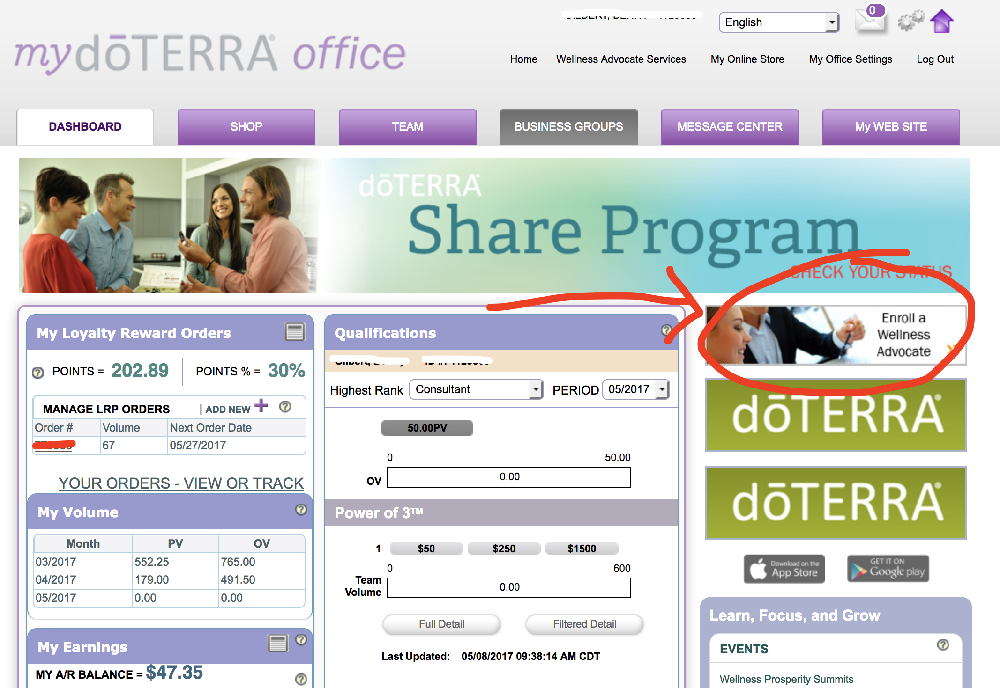 English
0
mydōTERRA® office
Home Wellness Advocate Services My Online Store My Office Settings Log Out
DASHBOARD SHOP TEAM BUSINESS GROUPS MESSAGE CENTER My WEB SITE
dōTERRA®
Share Program
CHECK YOUR STATUS
My Loyalty Reward Orders
POINTS = 202.89 POINTS % = 30%
MANAGE LRP ORDERS | ADD NEW
Order # Volume Next Order Date
67 05/27/2017
YOUR ORDERS - VIEW OR TRACK
My Volume
Month PV OV
03/2017 552.25 765.00
04/2017 179.00 491.50
05/2017 0.00 0.00
My Earnings
MY A/R BALANCE = $47.35
Qualifications
Highest Rank Consultant PERIOD 05/2017
50.00PV
0 50.00
OV 0.00
Power of 3™
1 $50 $250 $1500
0 600
Team
Volume 0.00
Full Detail Filtered Detail
Last Updated: 05/08/2017 09:38:14 AM CDT
Enroll a
Wellness
Advocate
dōTERRA®
dōTERRA®
Download on the
App Store
GET IT ON
Google play
Learn, Focus, and Grow
EVENTS
Wellness Prosperity Summits